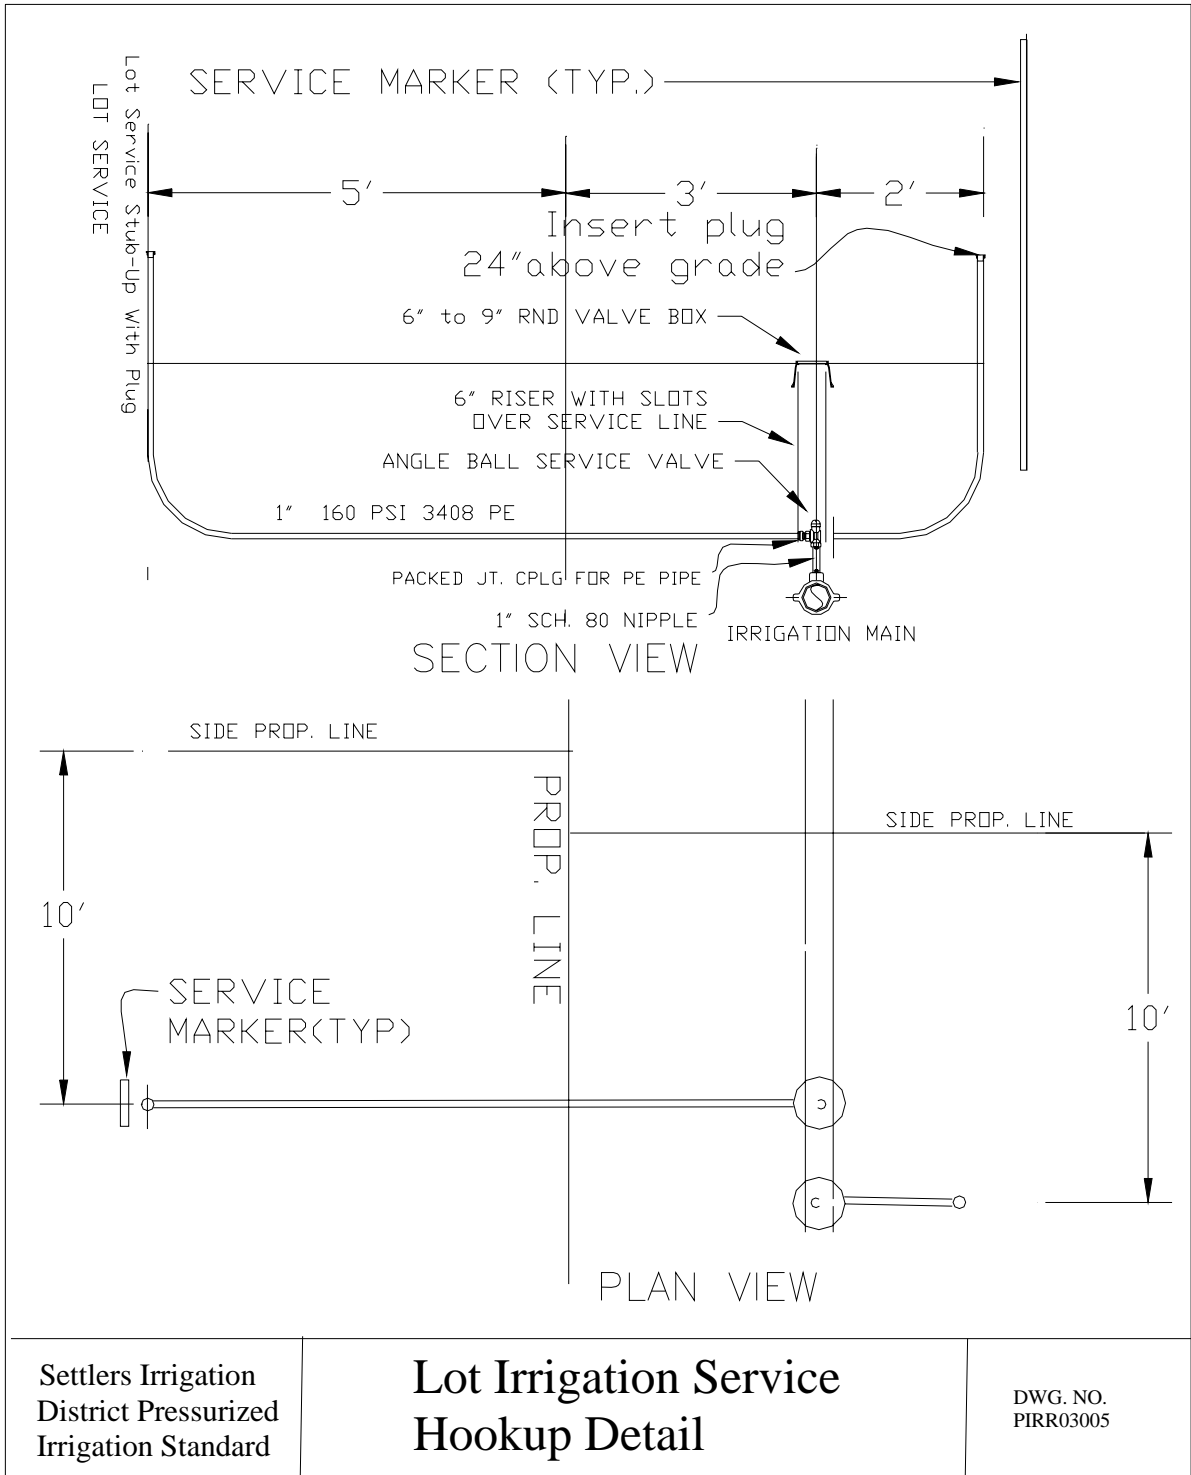 SERVICE MARKER (TYP.)
Lot Service Stub-Up With Plug
LOT SERVICE
5'
3'
2'
Insert plug
24"above grade
6" to 9" RND VALVE BOX
6" RISER WITH SLOTS
OVER SERVICE LINE
ANGLE BALL SERVICE VALVE
1" 160 PSI 3408 PE
PACKED JT. CPLG FOR PE PIPE
1" SCH. 80 NIPPLE
IRRIGATION MAIN
SECTION VIEW
SIDE PROP. LINE
PROP. LINE
SIDE PROP. LINE
10'
SERVICE
MARKER(TYP)
10'
PLAN VIEW
Settlers Irrigation
District Pressurized
Irrigation Standard
Lot Irrigation Service
Hookup Detail
DWG. NO.
PIRR03005